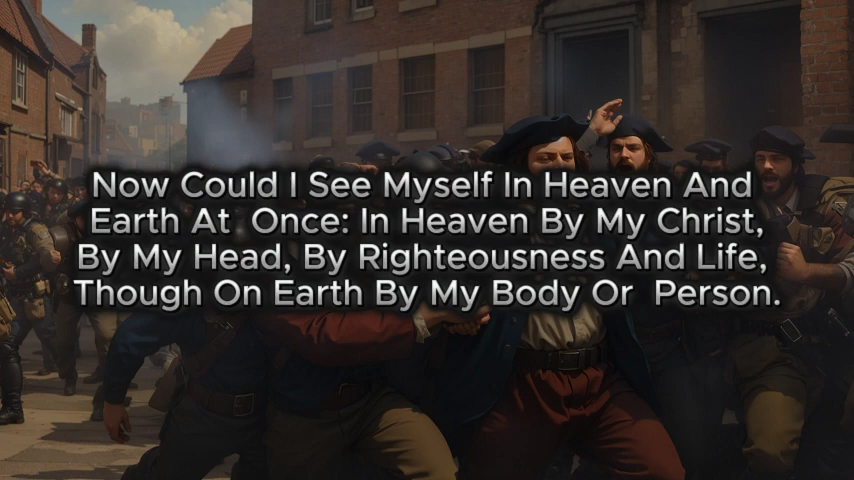 Now Could I See Myself In Heaven And
Earth At  Once: In Heaven By My Christ,
By My Head, By Righteousness And Life,
Though On Earth By My Body Or  Person.